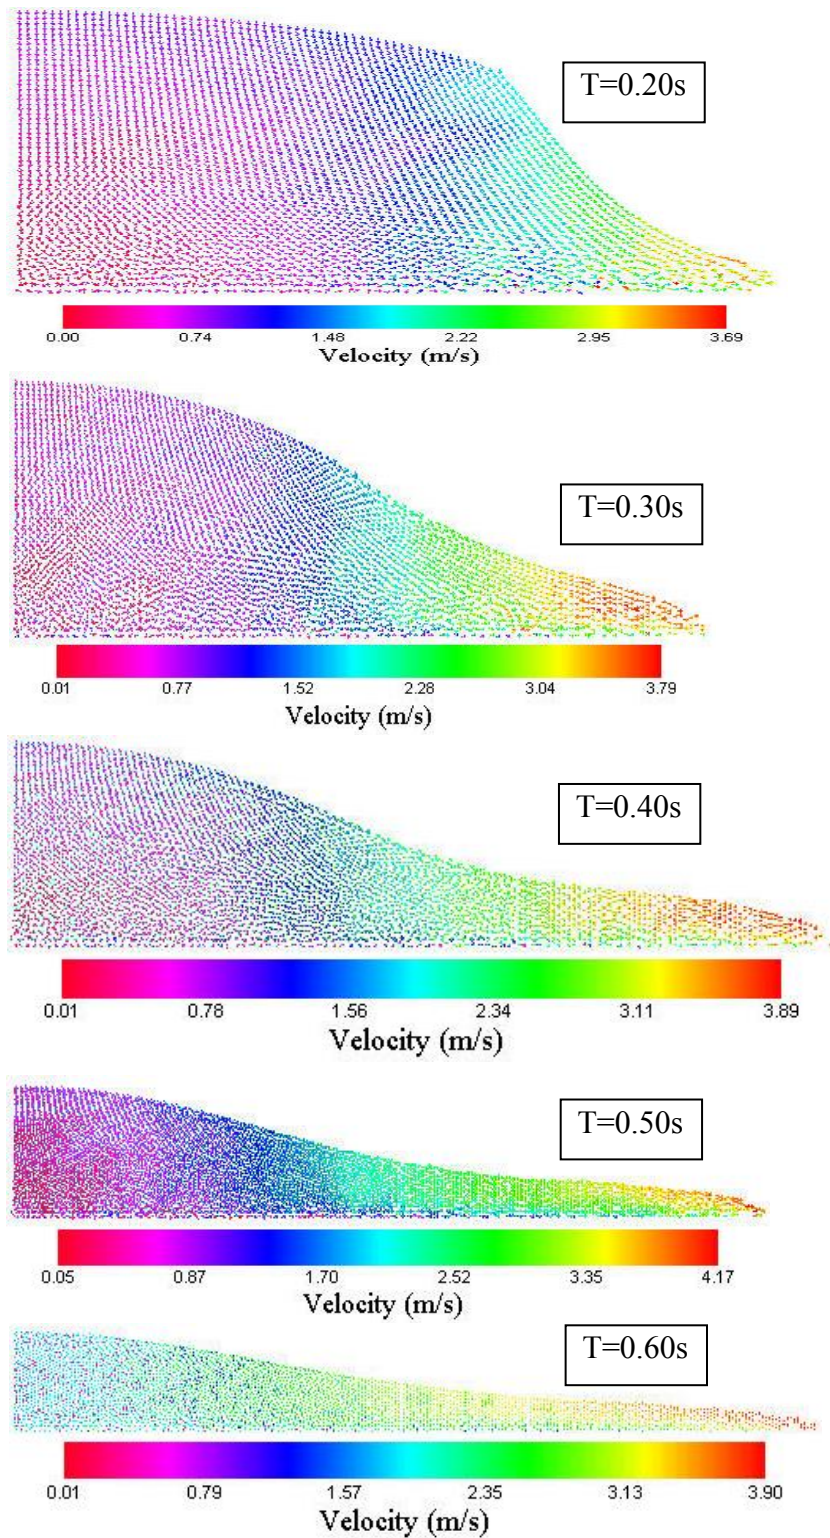 T=0.20s
0.00 0.74 1.48 2.22 2.95 3.69
Velocity (m/s)
T=0.30s
0.01 0.77 1.52 2.28 3.04 3.79
Velocity (m/s)
T=0.40s
0.01 0.78 1.56 2.34 3.11 3.89
Velocity (m/s)
T=0.50s
0.05 0.87 1.70 2.52 3.35 4.17
Velocity (m/s)
T=0.60s
0.01 0.79 1.57 2.35 3.13 3.90
Velocity (m/s)